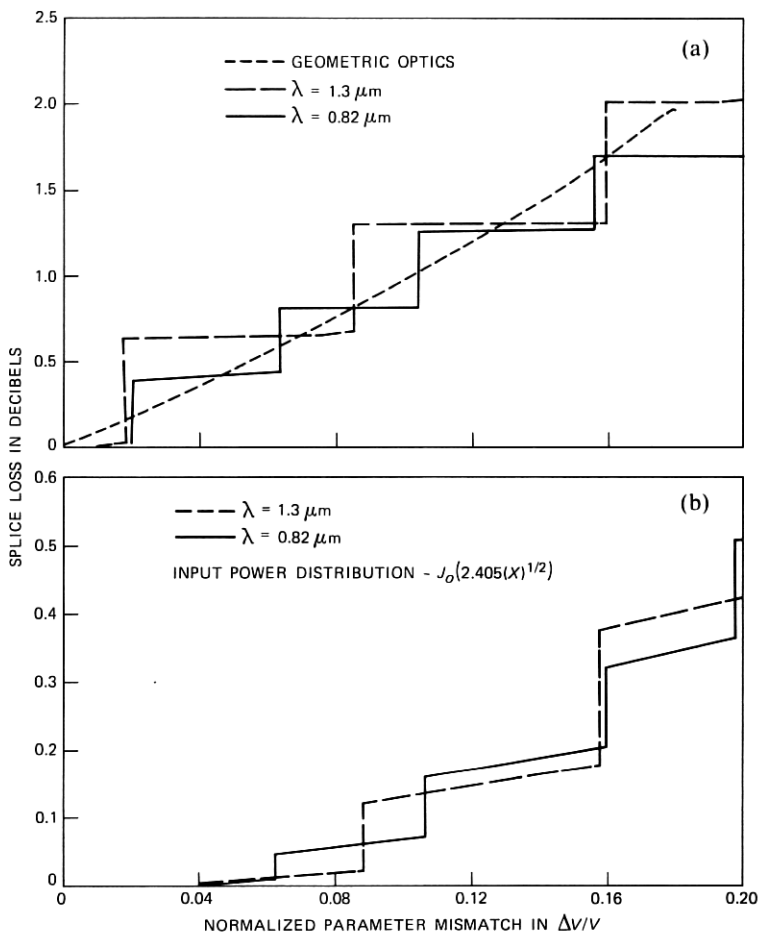 2.5
(a)
GEOMETRIC OPTICS
λ = 1.3 μm
λ = 0.82 μm
2.0
1.5
1.0
0.5
0
SPLICE LOSS IN DECIBELS
0.6
(b)
λ = 1.3 μm
λ = 0.82 μm
INPUT POWER DISTRIBUTION ~ Jo(2.405(X)^1/2)
0.5
0.4
0.3
0.2
0.1
0
0 0.04 0.08 0.12 0.16 0.20
NORMALIZED PARAMETER MISMATCH IN ΔV/V